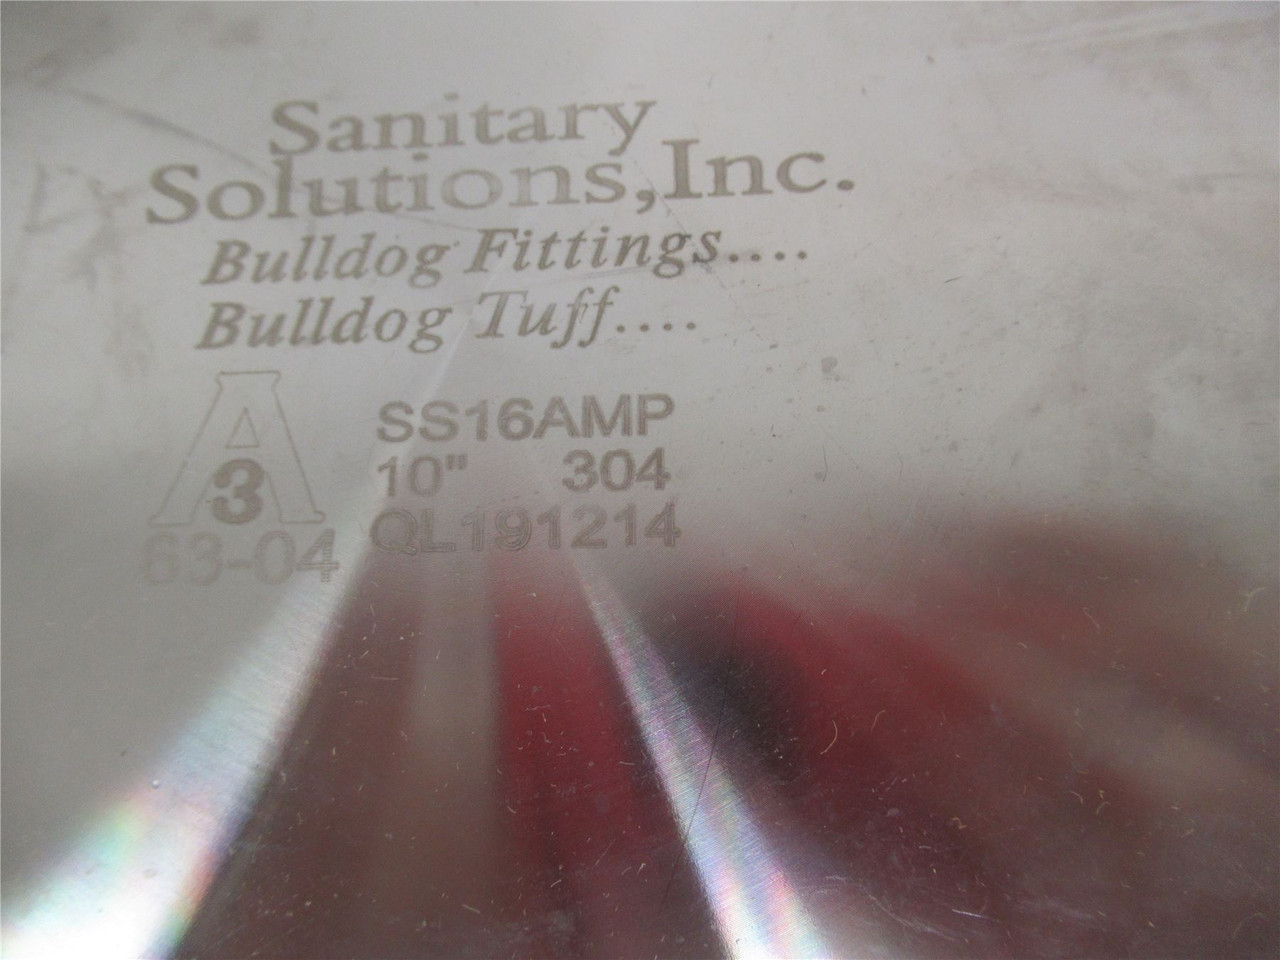 Sanitary
Solutions,Inc.
Bulldog Fittings....
Bulldog Tuff....
A
3
63-04
SS16AMP
10" 304
QL191214